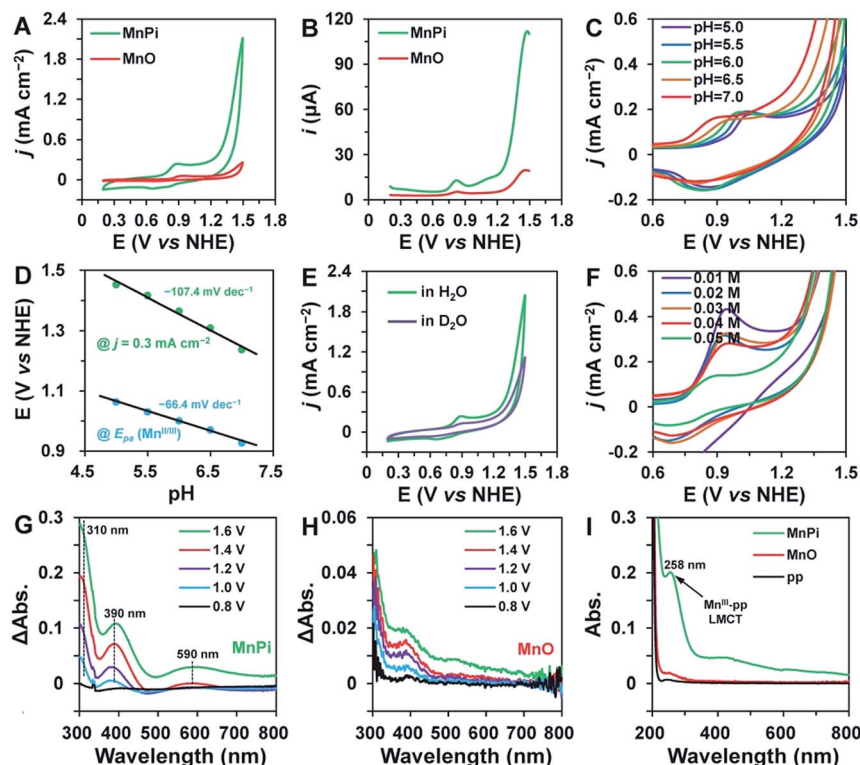 A
MnPi
MnO
j (mA cm⁻²)
2.4
1.8
1.2
0.6
0
0
0.3
0.6
0.9
1.2
1.5
1.8
E (V vs NHE)
B
MnPi
MnO
i (μA)
120
90
60
30
0
0
0.3
0.6
0.9
1.2
1.5
1.8
E (V vs NHE)
C
pH=5.0
pH=5.5
pH=6.0
pH=6.5
pH=7.0
j (mA cm⁻²)
0.6
0.4
0.2
0
-0.2
0.6
0.9
1.2
1.5
E (V vs NHE)
D
−107.4 mV dec⁻¹
@ j = 0.3 mA cm⁻²
−66.4 mV dec⁻¹
@ Epa (MnII/III)
E (V vs NHE)
1.5
1.3
1.1
0.9
4.5
5.5
6.5
7.5
pH
E
in H₂O
in D₂O
j (mA cm⁻²)
2.4
1.8
1.2
0.6
0
0
0.3
0.6
0.9
1.2
1.5
1.8
E (V vs NHE)
F
0.01 M
0.02 M
0.03 M
0.04 M
0.05 M
j (mA cm⁻²)
0.6
0.4
0.2
0
-0.2
0.6
0.9
1.2
1.5
E (V vs NHE)
G
310 nm
390 nm
590 nm
1.6 V
1.4 V
1.2 V
1.0 V
0.8 V
MnPi
ΔAbs.
0.3
0.2
0.1
0
300
400
500
600
700
800
Wavelength (nm)
H
1.6 V
1.4 V
1.2 V
1.0 V
0.8 V
MnO
ΔAbs.
0.06
0.04
0.02
0
300
400
500
600
700
800
Wavelength (nm)
I
MnPi
MnO
pp
258 nm
MnIII-pp
LMCT
Abs.
0.3
0.2
0.1
0
200
400
600
800
Wavelength (nm)